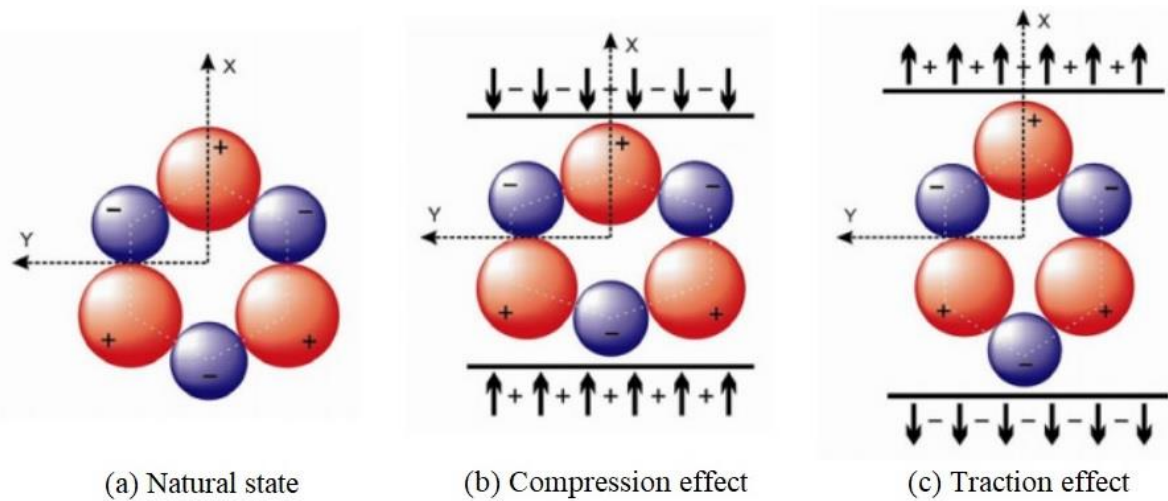 X
+
- -
Y
+ +
-
(a) Natural state
- - + - -
X
+
- -
Y
+ +
-
+ + + + +
(b) Compression effect
+ + + + +
X
+
- -
Y
+ +
-
- - - - -
(c) Traction effect